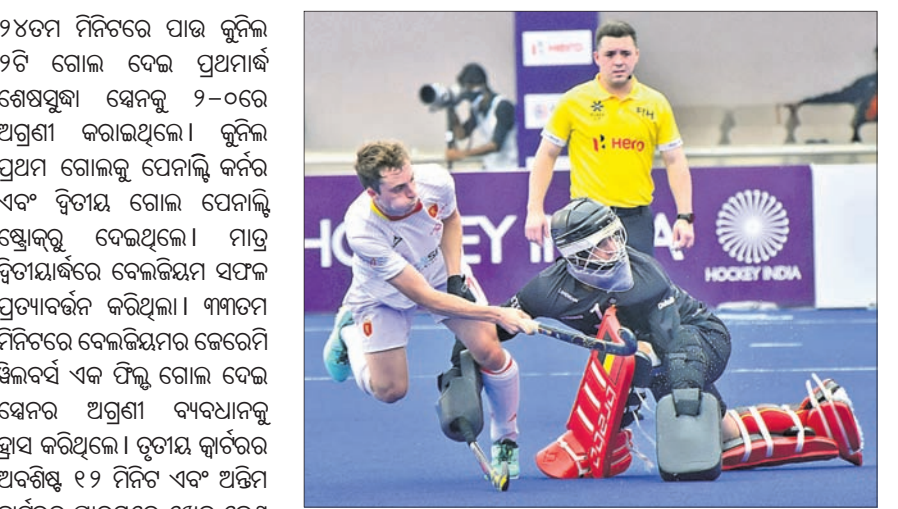 ୨୪ତମ ମିନିଟରେ ପାଉ କୁନିଲ
୨ଟି ଗୋଲ ଦେଇ ପ୍ରଥମାର୍ଦ୍ଧ
ଶେଷସୁଦ୍ଧା ସ୍ପେନକୁ ୨-୦ରେ
ଅଗ୍ରଣୀ କରାଇଥିଲେ। କୁନିଲ
ପ୍ରଥମ ଗୋଲକୁ ପେନାଲ୍ଟି କର୍ନର
ଏବଂ ଦ୍ୱିତୀୟ ଗୋଲ ପେନାଲ୍ଟି
ଷ୍ଟ୍ରୋକ୍‌ରୁ ଦେଇଥିଲେ। ମାତ୍ର
ଦ୍ୱିତୀୟାର୍ଦ୍ଧରେ ବେଲଜିୟମ ସଫଳ
ପ୍ରତ୍ୟାବର୍ତ୍ତନ କରିଥିଲା। ୩୩ତମ
ମିନିଟରେ ବେଲଜିୟମର ଜେରେମି
ୱିଲବର୍ସ ଏକ ଫିଲ୍ଡ ଗୋଲ ଦେଇ
ସ୍ପେନର ଅଗ୍ରଣୀ ବ୍ୟବଧାନକୁ
ହ୍ରାସ କରିଥିଲେ। ତୃତୀୟ କ୍ୱାର୍ଟରର
ଅବଶିଷ୍ଟ ୧୨ ମିନିଟ ଏବଂ ଅନ୍ତିମ
Hero
FIH
Hero
HOCKEY INDIA